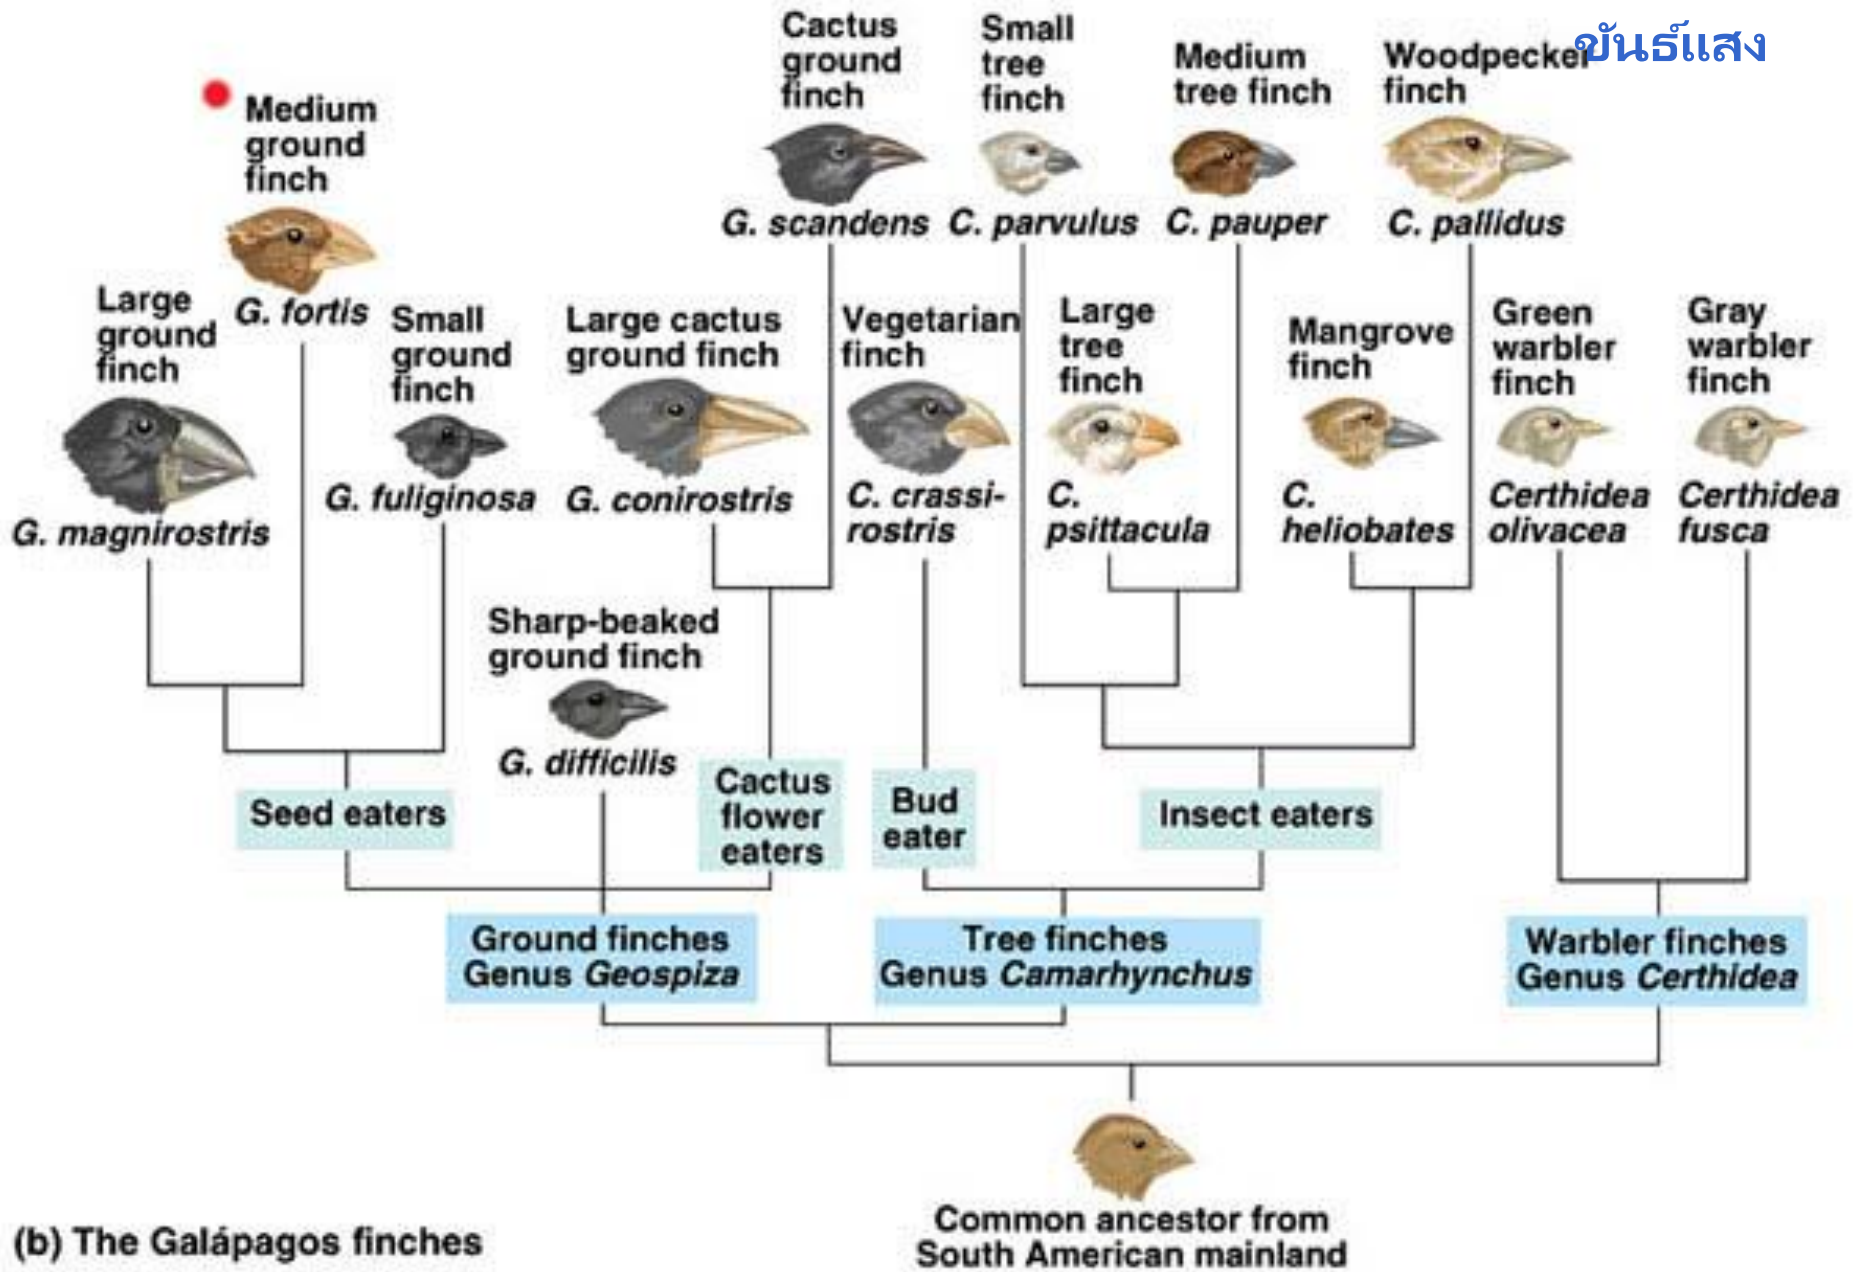 Cactus
ground
finch
Small
tree
finch
Medium
tree finch
Woodpecker
finch
ขันธ์แสง
Medium
ground
finch
G. scandens
C. parvulus
C. pauper
C. pallidus
Large
ground
finch
G. fortis
Small
ground
finch
Large cactus
ground finch
Vegetarian
finch
Large
tree
finch
Mangrove
finch
Green
warbler
finch
Gray
warbler
finch
G. magnirostris
G. fuliginosa
G. conirostris
C. crassi-
rostris
C.
psittacula
C.
heliobates
Certhidea
olivacea
Certhidea
fusca
Sharp-beaked
ground finch
G. difficilis
Seed eaters
Cactus
flower
eaters
Bud
eater
Insect eaters
Ground finches
Genus Geospiza
Tree finches
Genus Camarhynchus
Warbler finches
Genus Certhidea
Common ancestor from
South American mainland
(b) The Galápagos finches